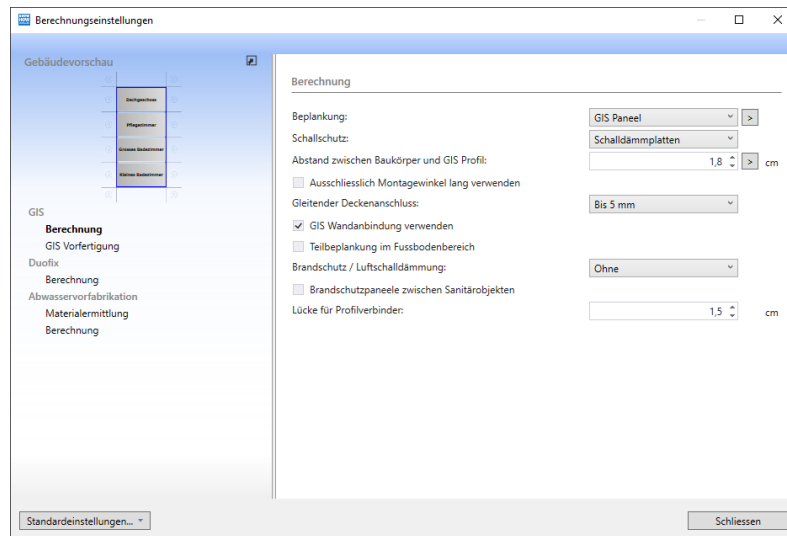 Berechnungseinstellungen
Gebäudevorschau
Dachgeschoss
Pflegezimmer
Grosses Badezimmer
Kleines Badezimmer
GIS
Berechnung
GIS Vorfertigung
Duofix
Berechnung
Abwasservorfabrikation
Materialermittlung
Berechnung
Berechnung
Beplankung: GIS Paneel >
Schallschutz: Schalldämmplatten
Abstand zwischen Baukörper und GIS Profil: 1,8 > cm
Ausschliesslich Montagewinkel lang verwenden
Gleitender Deckenanschluss: Bis 5 mm
GIS Wandanbindung verwenden
Teilbeplankung im Fussbodenbereich
Brandschutz / Luftschalldämmung: Ohne
Brandschutzpaneele zwischen Sanitärobjekten
Lücke für Profilverbinder: 1,5 cm
Standardeinstellungen...
Schliessen